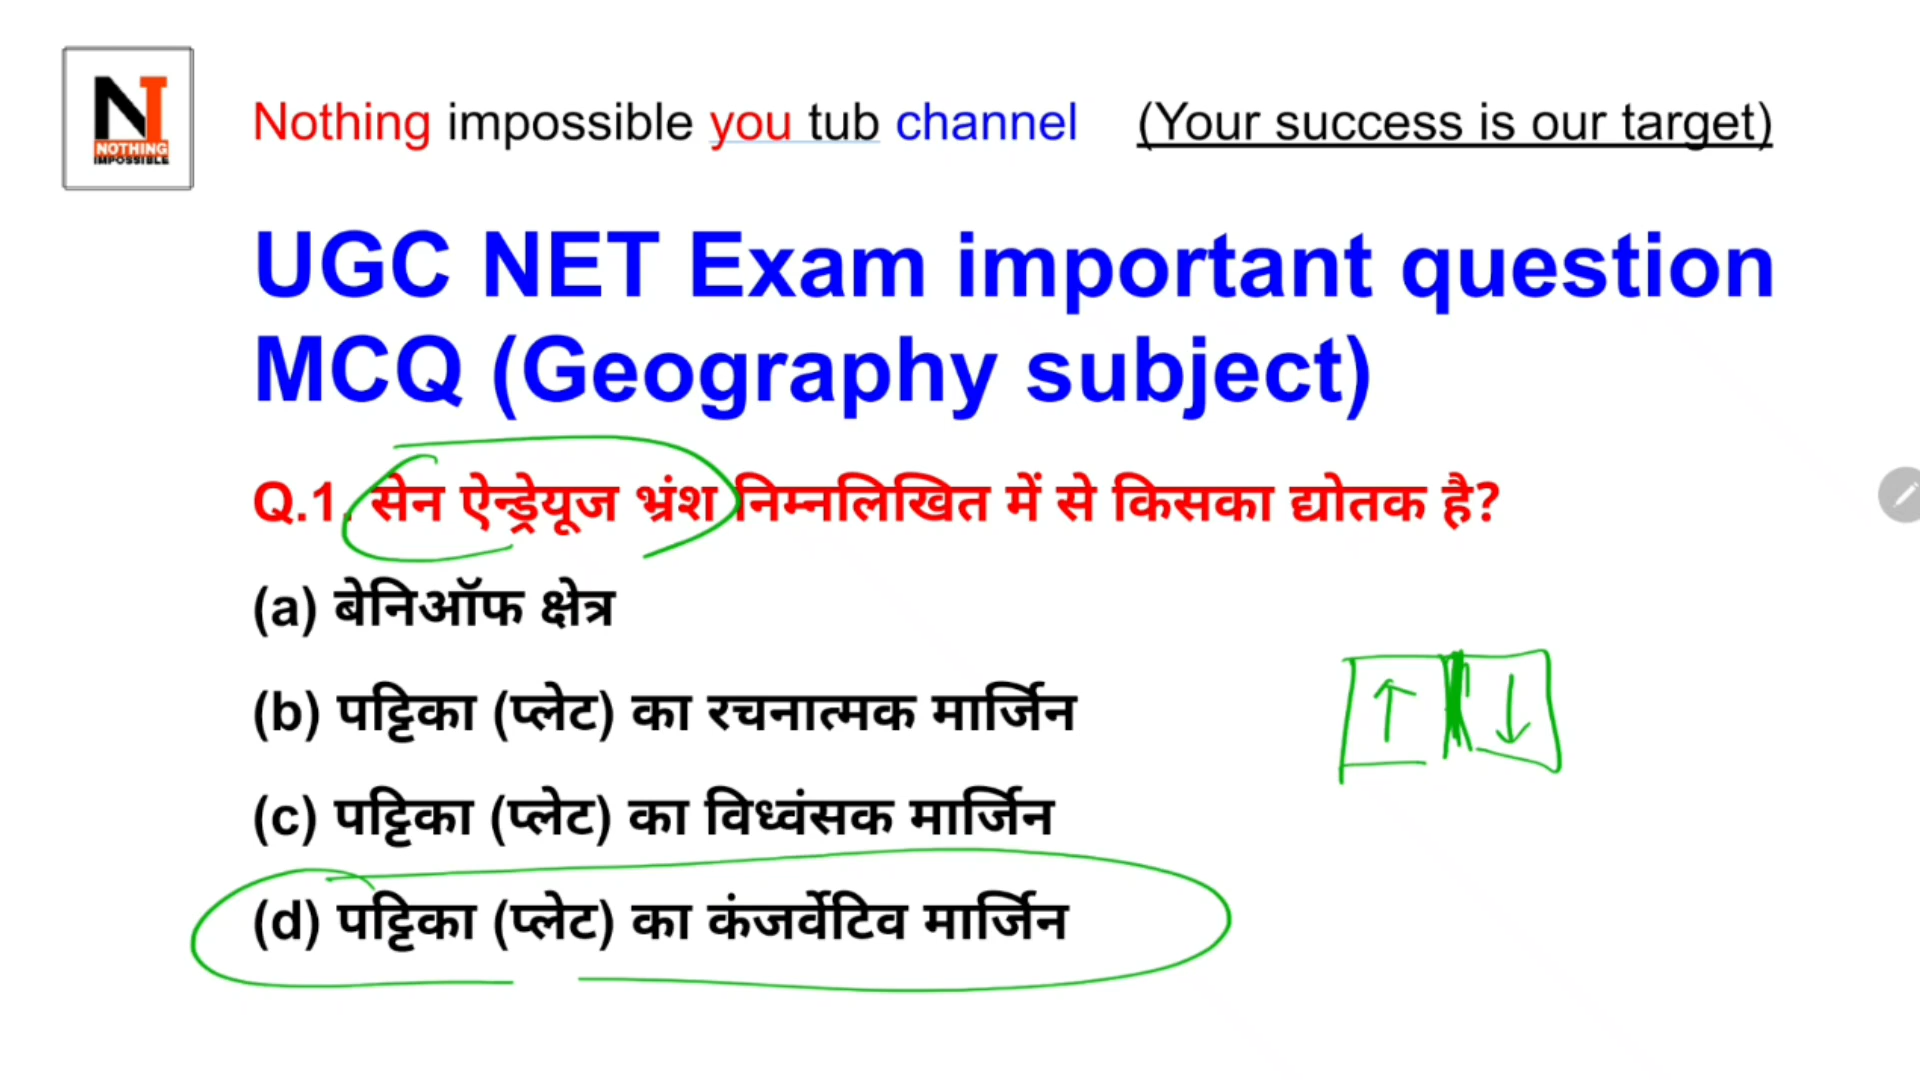 NOTHING
IMPOSSIBLE
Nothing impossible you tub channel (Your success is our target)
UGC NET Exam important question
MCQ (Geography subject)
Q.1. सेन ऐन्ड्रेयूज भ्रंश निम्नलिखित में से किसका द्योतक है?
(a) बेनिऑफ क्षेत्र
(b) पट्टिका (प्लेट) का रचनात्मक मार्जिन
(c) पट्टिका (प्लेट) का विध्वंसक मार्जिन
(d) पट्टिका (प्लेट) का कंजर्वेटिव मार्जिन